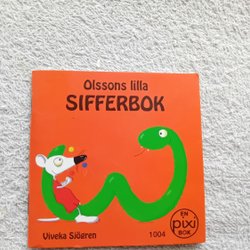 Olssons lilla
SIFFERBOK
EN
pixi
BOK
Viveka Sjögren
1004